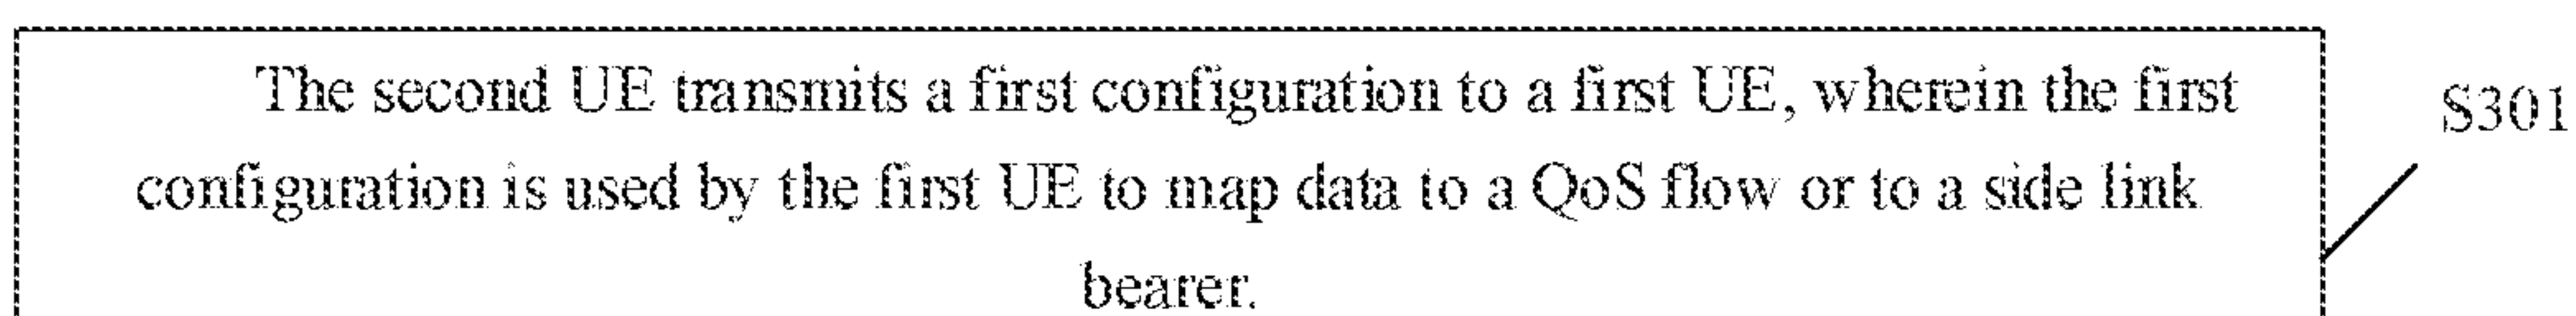 The second UE transmits a first configuration to a first UE, wherein the first
S301
configuration is used by the first UE to map data to a QoS flow or to a side link
bearer.